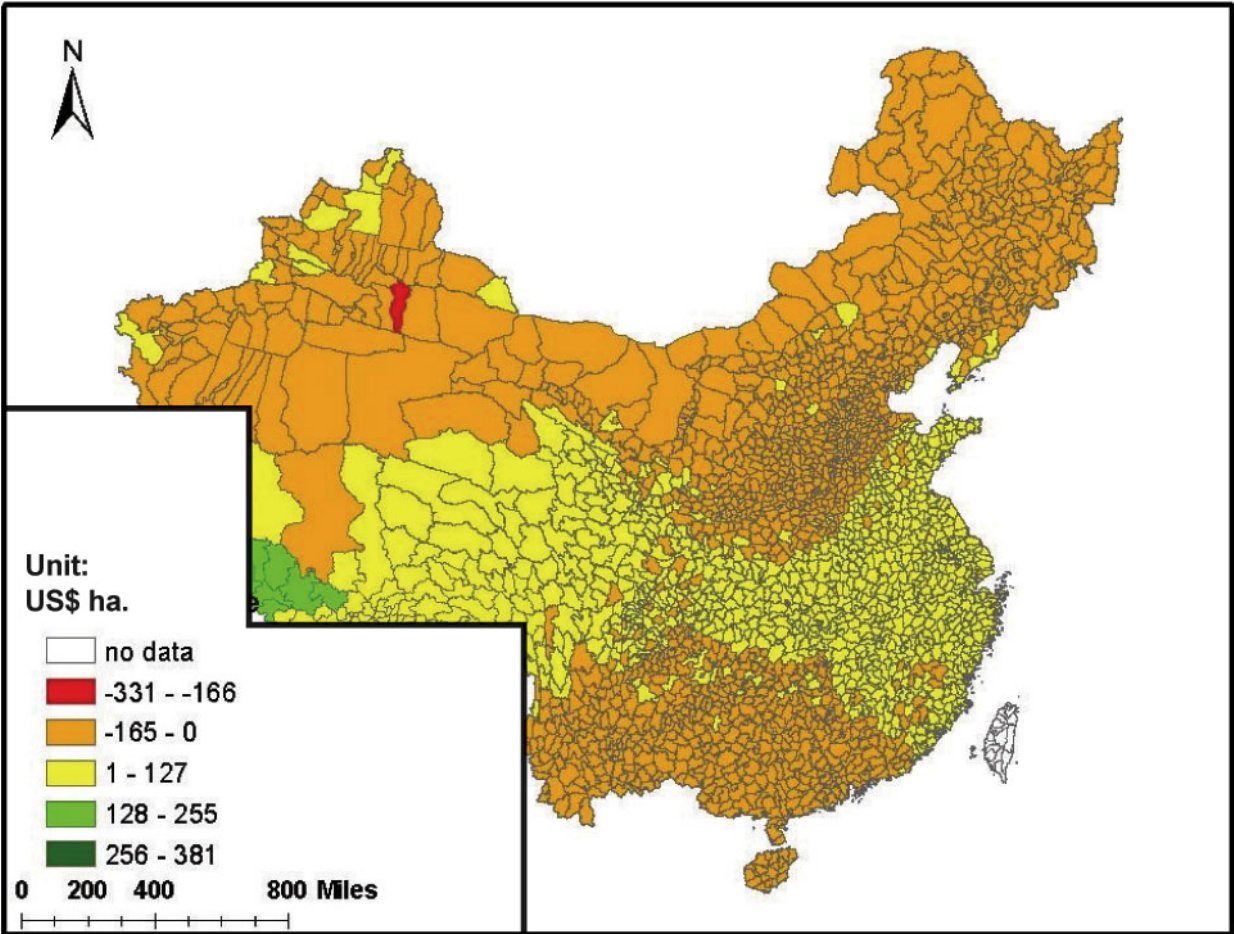 N
Unit:
US$ ha.
no data
-331 - -166
-165 - 0
1 - 127
128 - 255
256 - 381
0 200 400 800 Miles